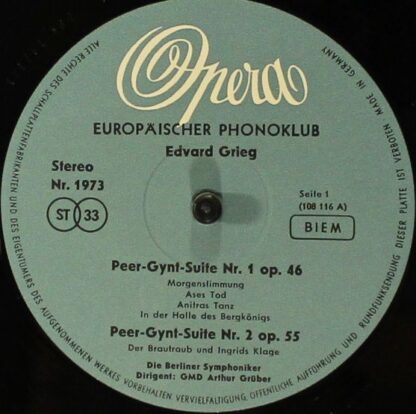 Opera
EUROPÄISCHER PHONOKLUB
Edvard Grieg
Stereo
Nr. 1973
ST 33
Seite 1
(108 116 A)
BIEM
Peer-Gynt-Suite Nr. 1 op. 46
Morgenstimmung
Ases Tod
Anitras Tanz
In der Halle des Bergkönigs
Peer-Gynt-Suite Nr. 2 op. 55
Der Brautraub und Ingrids Klage
Die Berliner Symphoniker
Dirigent: GMD Arthur Grüber
ALLE RECHTE DES SCHALLPLATTENFABRIKANTEN UND DES EIGENTÜMERS DES AUFGENOMMENEN WERKES VORBEHALTEN VERVIELFÄLTIGUNG ÖFFENTLICHE AUFFÜHRUNG UND RUNDFUNKSENDUNG DIESER PLATTE IST VERBOTEN MADE IN GERMANY